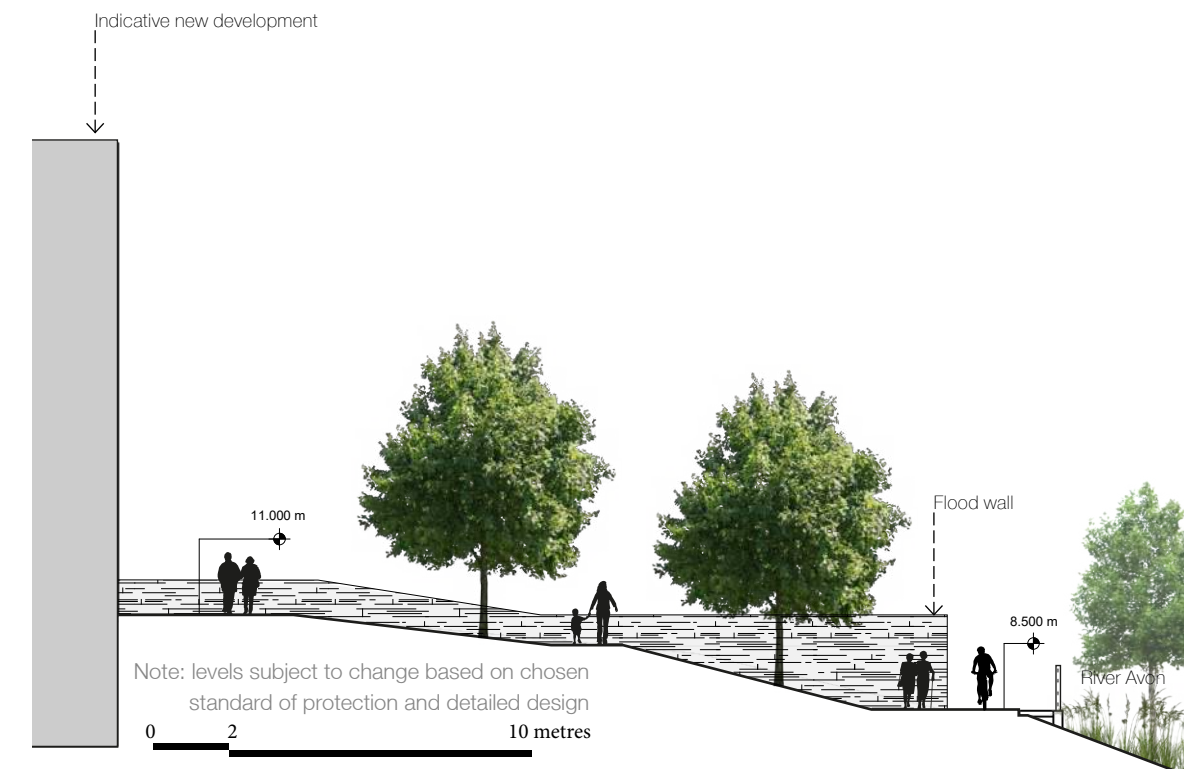 Indicative new development
11.000 m
Flood wall
8.500 m
River Avon
Note: levels subject to change based on chosen
standard of protection and detailed design
0 2 10 metres